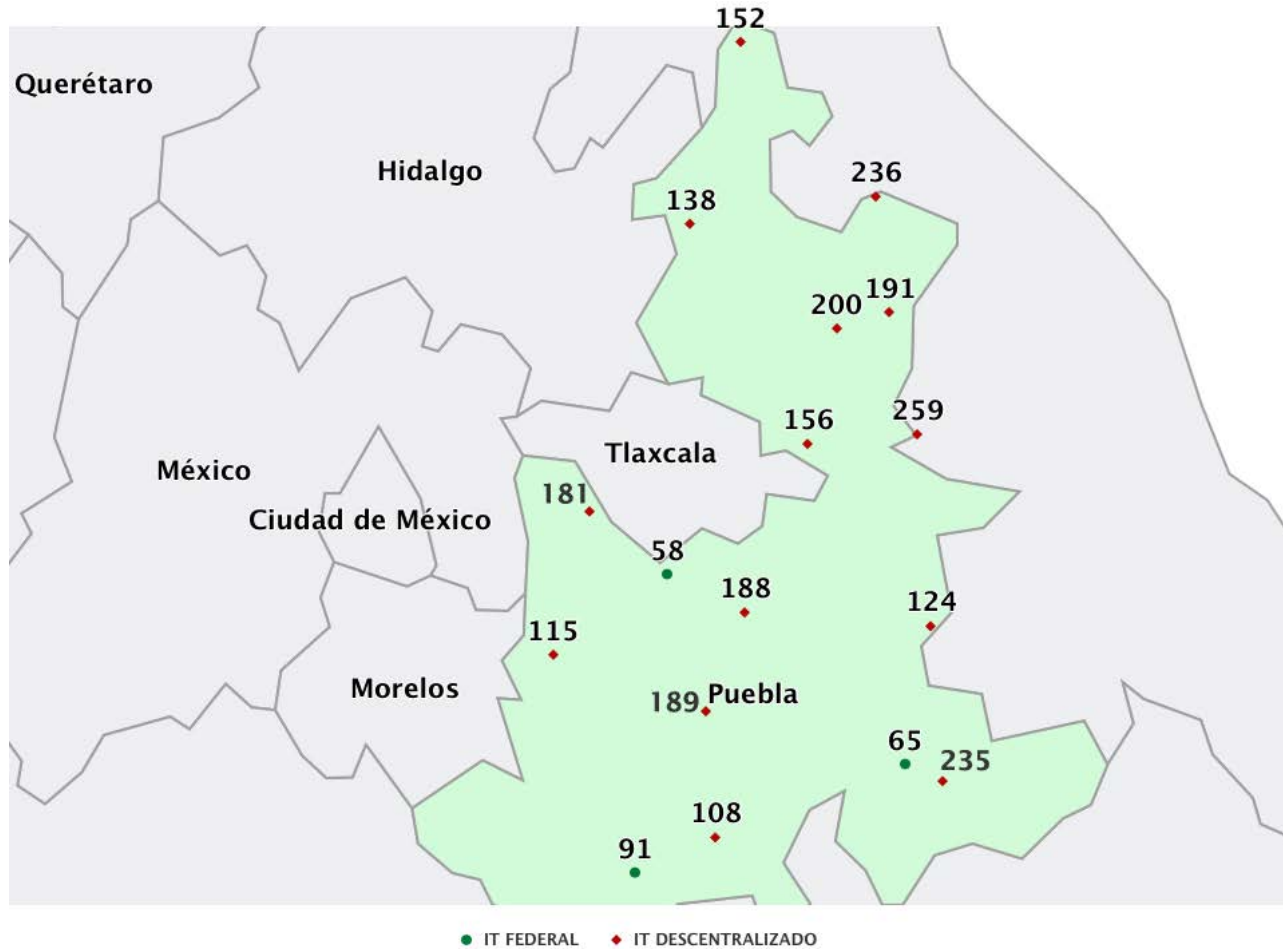 152
Querétaro
Hidalgo
236
138
191
200
259
156
Tlaxcala
México
181
Ciudad de México
58
188
124
115
Morelos
189 Puebla
65
235
108
91
IT FEDERAL IT DESCENTRALIZADO